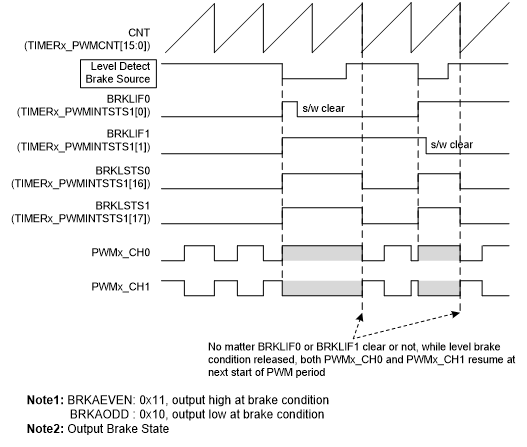 CNT
(TIMERx_PWMCNT[15:0])
Level Detect
Brake Source
BRKLIF0
(TIMERx_PWMINTSTS1[0])
s/w clear
BRKLIF1
(TIMERx_PWMINTSTS1[1])
s/w clear
BRKLSTS0
(TIMERx_PWMINTSTS1[16])
BRKLSTS1
(TIMERx_PWMINTSTS1[17])
PWMx_CH0
PWMx_CH1
No matter BRKLIF0 or BRKLIF1 clear or not, while level brake
condition released, both PWMx_CH0 and PWMx_CH1 resume at
next start of PWM period
Note1: BRKAEVEN: 0x11, output high at brake condition
BRKAODD : 0x10, output low at brake condition
Note2: Output Brake State